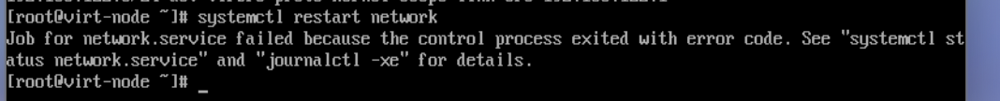 [root@virt-node ~]# systemctl restart network
Job for network.service failed because the control process exited with error code. See "systemctl st
atus network.service" and "journalctl -xe" for details.
[root@virt-node ~]# _